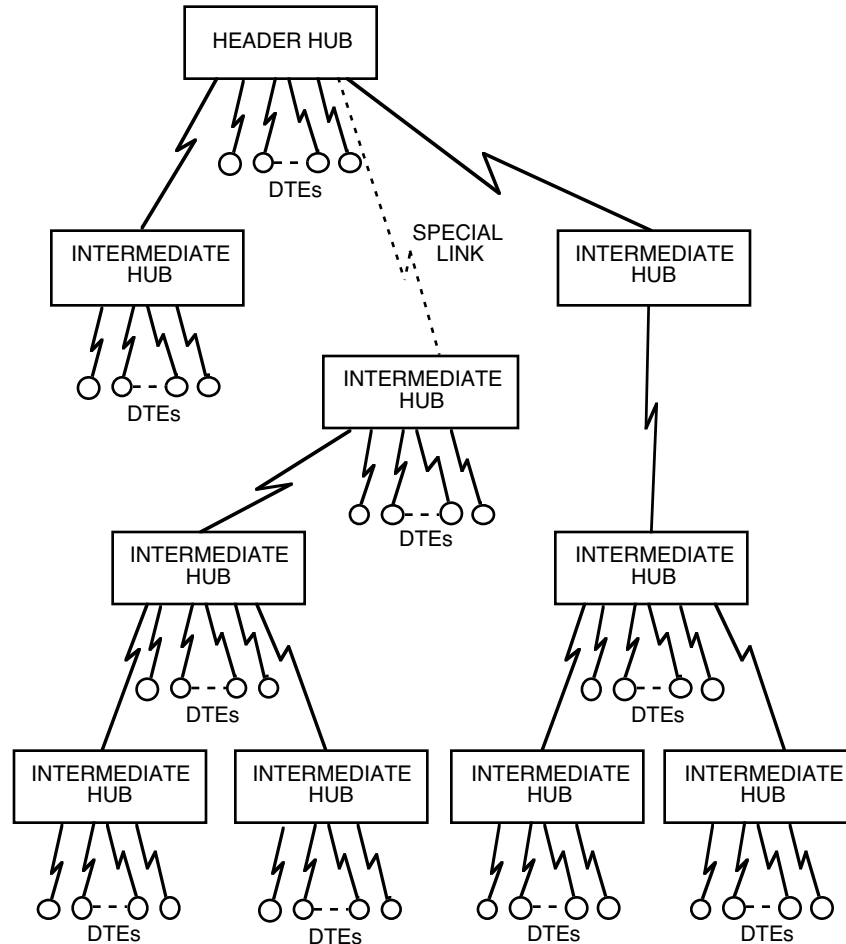 HEADER HUB
DTEs
INTERMEDIATE
HUB
SPECIAL
LINK
INTERMEDIATE
HUB
INTERMEDIATE
HUB
DTEs
DTEs
INTERMEDIATE
HUB
INTERMEDIATE
HUB
DTEs
DTEs
INTERMEDIATE
HUB
INTERMEDIATE
HUB
INTERMEDIATE
HUB
INTERMEDIATE
HUB
DTEs
DTEs
DTEs
DTEs